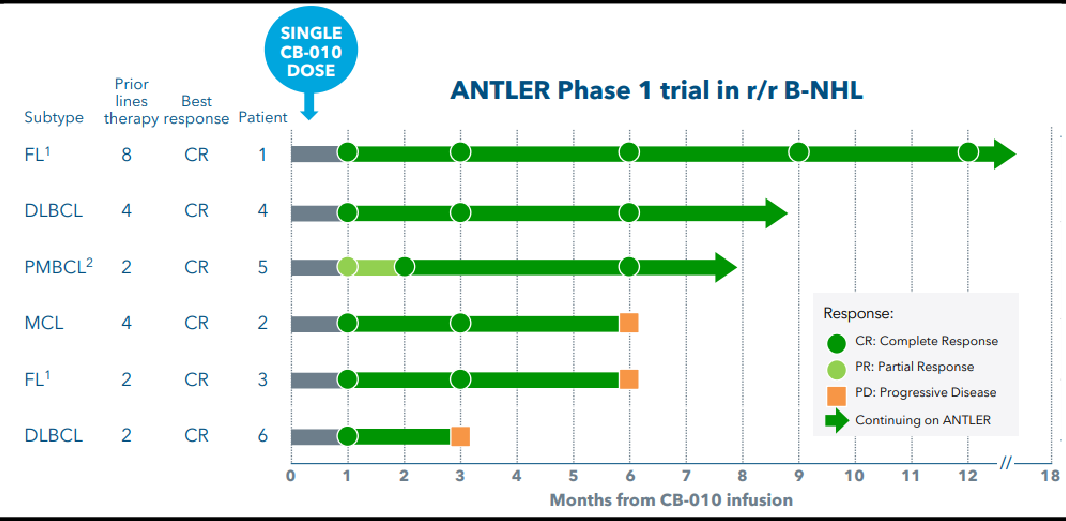 SINGLE
CB-010
DOSE
ANTLER Phase 1 trial in r/r B-NHL
Subtype
Prior
lines
therapy
Best
response
Patient
FL1 8 CR 1
DLBCL 4 CR 4
PMBCL2 2 CR 5
MCL 4 CR 2
FL1 2 CR 3
DLBCL 2 CR 6
Response:
CR: Complete Response
PR: Partial Response
PD: Progressive Disease
Continuing on ANTLER
0 1 2 3 4 5 6 7 8 9 10 11 12 // 18
Months from CB-010 infusion